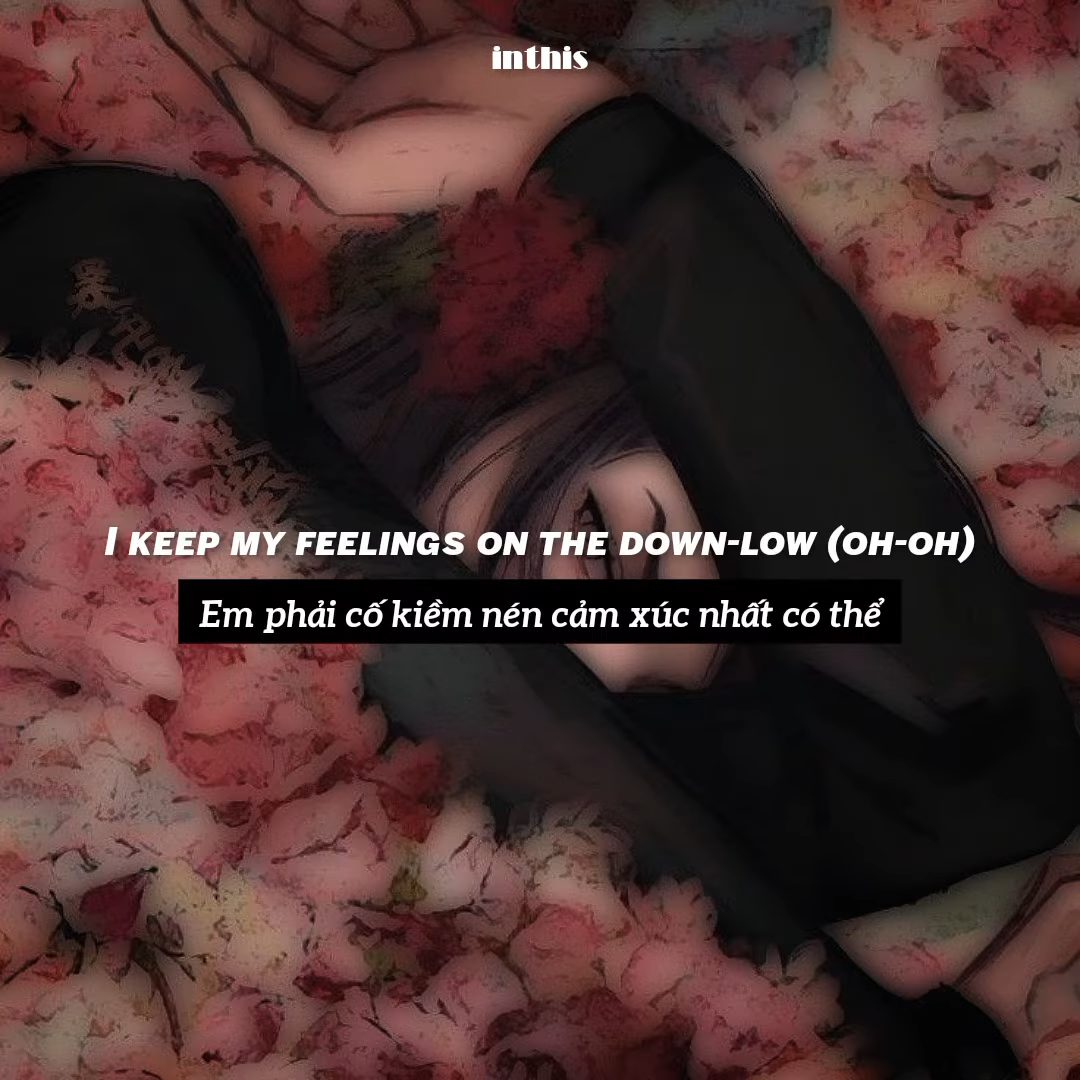 inthis
I KEEP MY FEELINGS ON THE DOWN-LOW (OH-OH)
Em phải cố kiềm nén cảm xúc nhất có thể